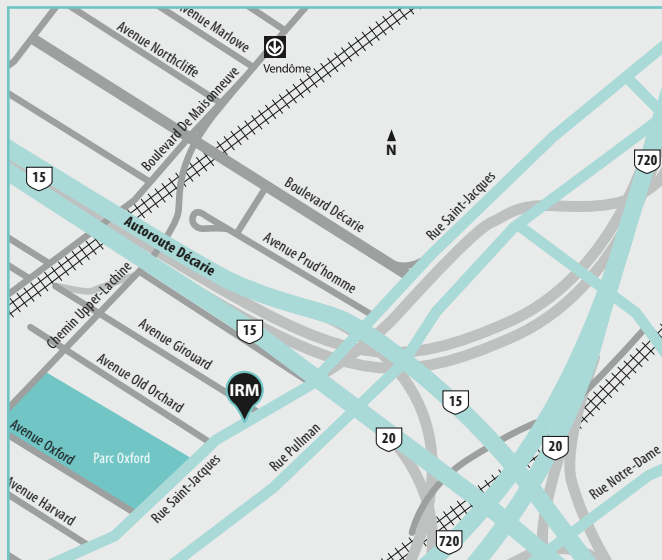 Avenue Marlowe
Avenue Northcliffe
Vendôme
Boulevard De Maisonneuve
N
720
15
Boulevard Décarie
Rue Saint-Jacques
Autoroute Décarie
Avenue Prud'homme
Chemin Upper-Lachine
15
Avenue Girouard
Avenue Old Orchard
IRM
15
20
20
Avenue Oxford
Parc Oxford
Rue Pullman
Rue Saint-Jacques
Rue Notre-Dame
Avenue Harvard
720